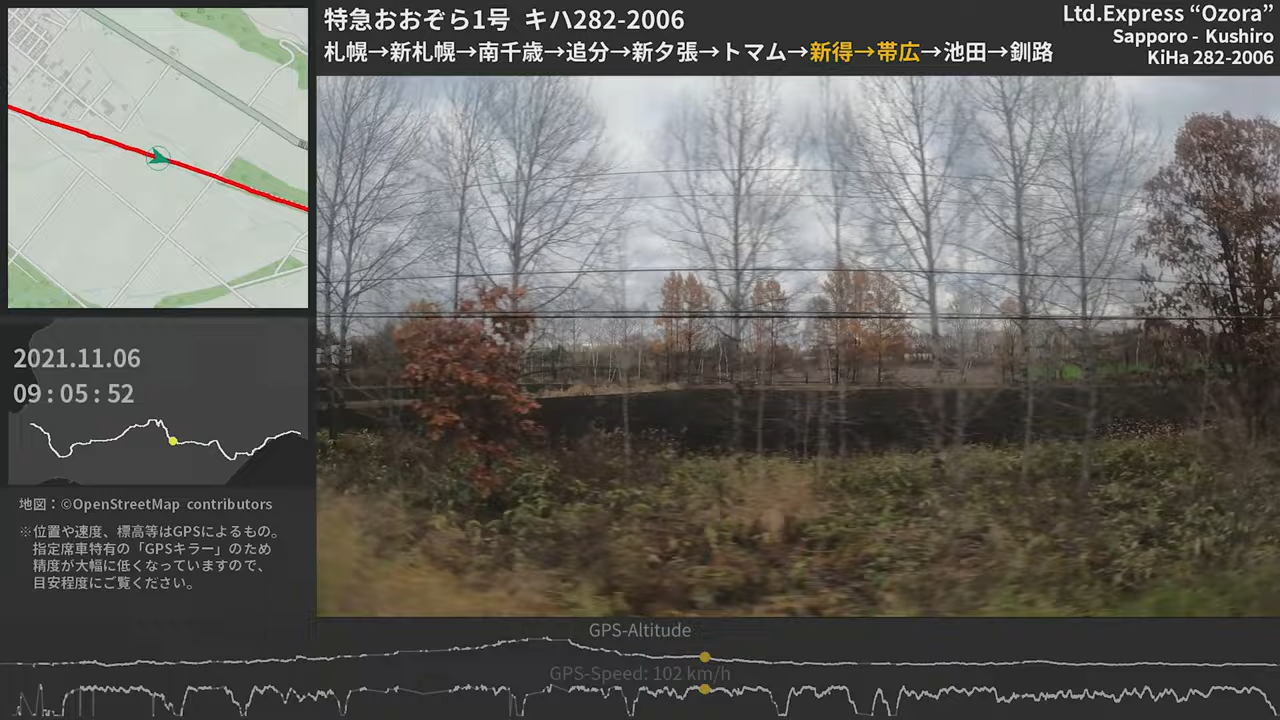 特急おおぞら1号 キハ282-2006
札幌→新札幌→南千歳→追分→新夕張→トマム→新得→帯広→池田→釧路
Ltd.Express “Ozora”
Sapporo - Kushiro
KiHa 282-2006
2021.11.06
09:05:52
地図：©OpenStreetMap contributors
※位置や速度、標高等はGPSによるもの。
指定席車特有の「GPSキラー」のため
精度が大幅に低くなっていますので、
目安程度にご覧ください。
GPS-Altitude
GPS-Speed: 102 km/h